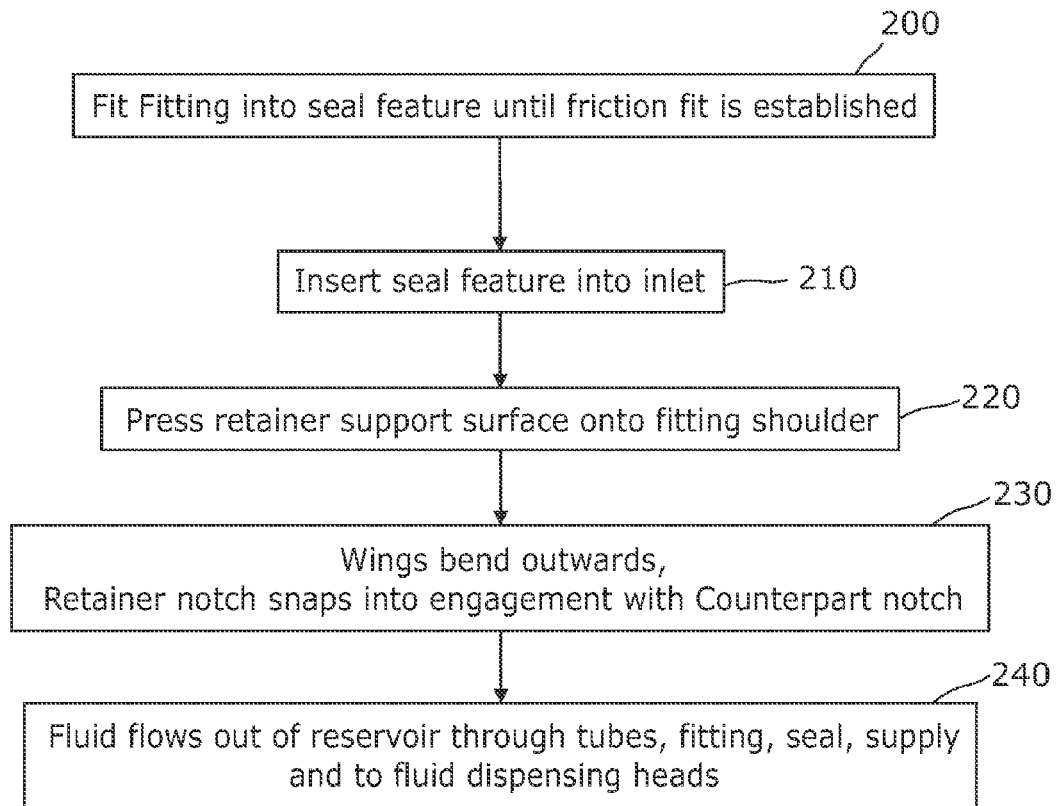 200
Fit Fitting into seal feature until friction fit is established
Insert seal feature into inlet
210
220
Press retainer support surface onto fitting shoulder
230
Wings bend outwards,
Retainer notch snaps into engagement with Counterpart notch
240
Fluid flows out of reservoir through tubes, fitting, seal, supply
and to fluid dispensing heads